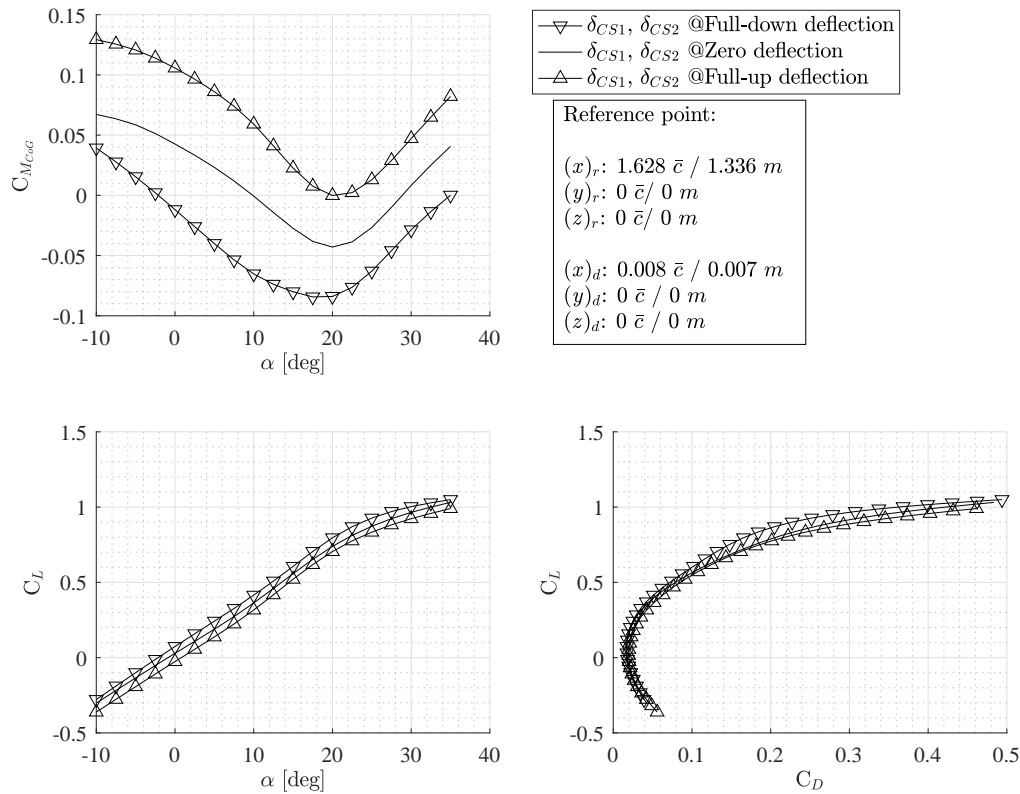 0.15
0.1
0.05
0
-0.05
-0.1
C_{M_{CoG}}
-10 0 10 20 30 40
α [deg]
δ_{CS1}, δ_{CS2} @Full-down deflection
δ_{CS1}, δ_{CS2} @Zero deflection
δ_{CS1}, δ_{CS2} @Full-up deflection
Reference point:
(x)_r: 1.628 c̄ / 1.336 m
(y)_r: 0 c̄/ 0 m
(z)_r: 0 c̄/ 0 m
(x)_d: 0.008 c̄ / 0.007 m
(y)_d: 0 c̄ / 0 m
(z)_d: 0 c̄ / 0 m
1.5
1
0.5
0
-0.5
C_L
-10 0 10 20 30 40
α [deg]
1.5
1
0.5
0
-0.5
C_L
0 0.1 0.2 0.3 0.4 0.5
C_D